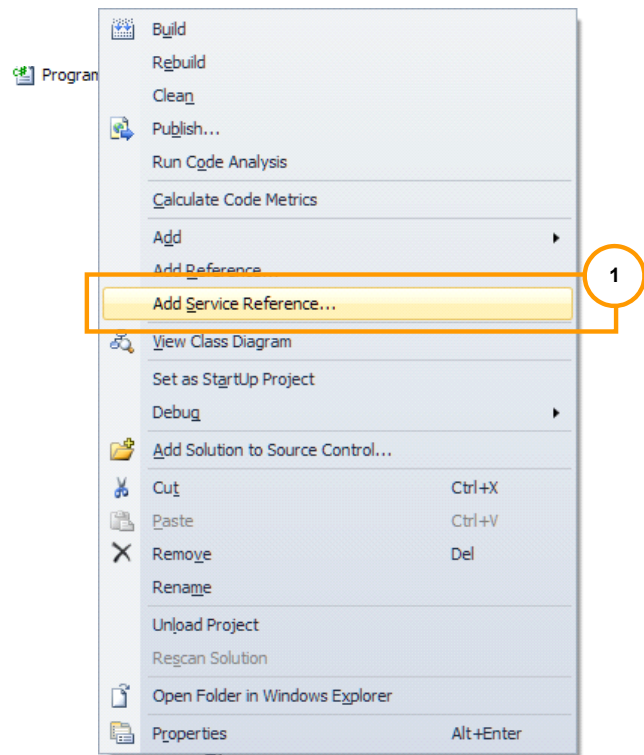 Build
Program
Rebuild
Clean
Publish...
Run Code Analysis
Calculate Code Metrics
Add
Add Reference
1
Add Service Reference...
View Class Diagram
Set as StartUp Project
Debug
Add Solution to Source Control...
Cut Ctrl+X
Paste Ctrl+V
Remove Del
Rename
Unload Project
Rescan Solution
Open Folder in Windows Explorer
Properties Alt+Enter